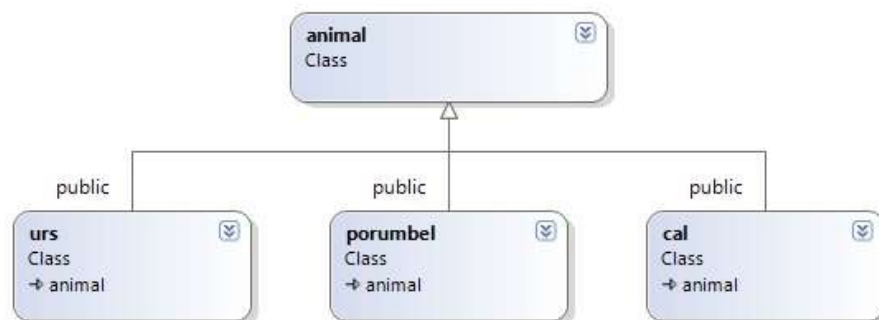 animal
Class
public
public
public
urs
Class
animal
porumbel
Class
animal
cal
Class
animal